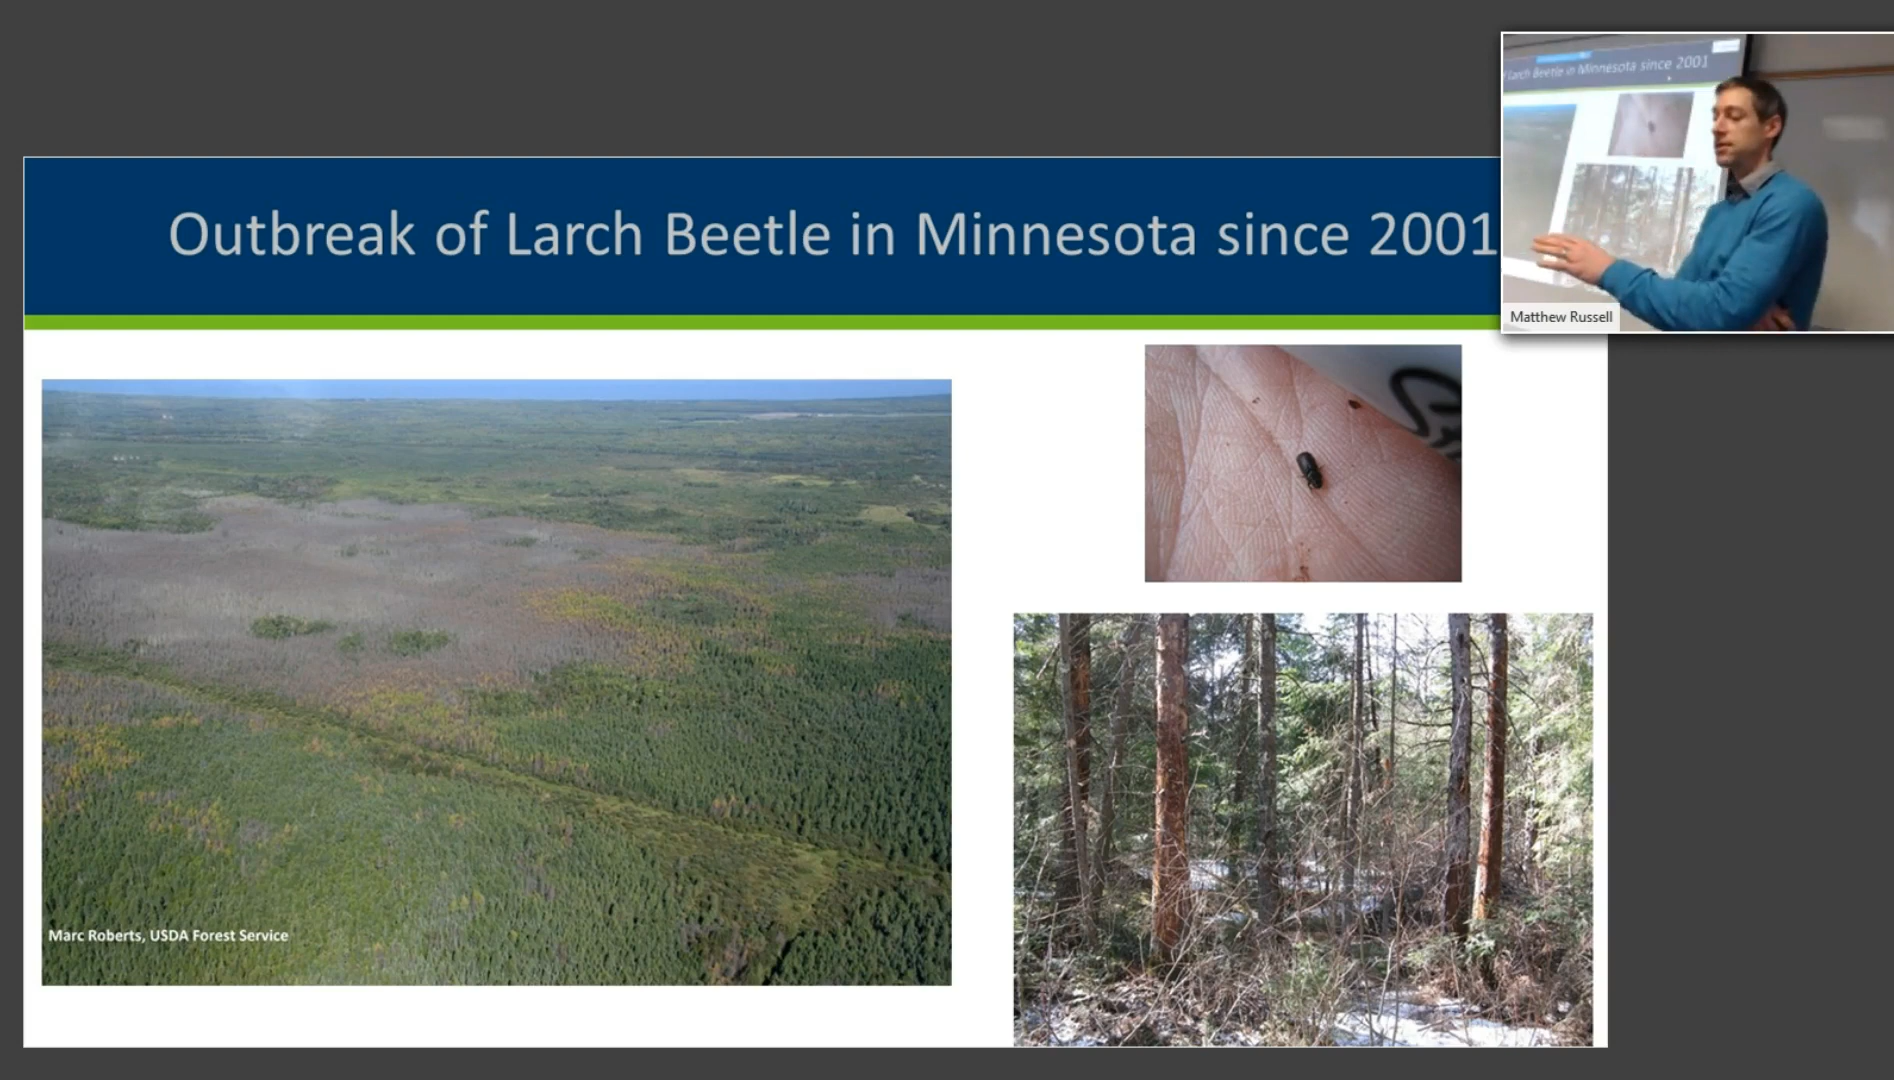 Outbreak of Larch Beetle in Minnesota since 2001
Larch Beetle in Minnesota since 2001
Matthew Russell
Marc Roberts, USDA Forest Service